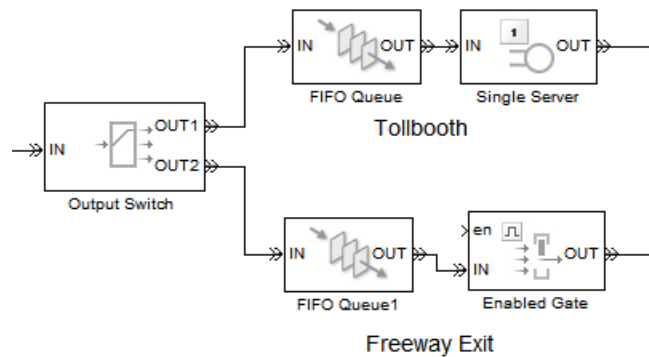 IN OUT IN 1 OUT
FIFO Queue Single Server
Tollbooth
IN OUT1
OUT2
Output Switch
en
IN OUT IN OUT
FIFO Queue1 Enabled Gate
Freeway Exit